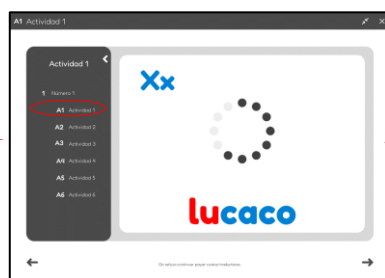 A1 Actividad 1
Actividad 1
1 Número 1
A1 Actividad 1
A2 Actividad 2
A3 Actividad 3
A4 Actividad 4
A5 Actividad 5
A6 Actividad 6
Xx
lucaco